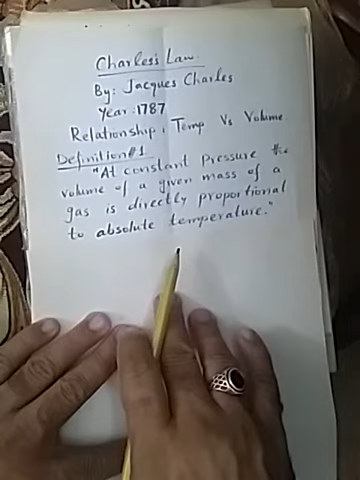 Charles's Law.
By: Jacques Charles
Year: 1787
Relationship: Temp Vs Volume
Definition#1
"At constant pressure the
volume of a given mass of a
gas is directly proportional
to absolute temperature."